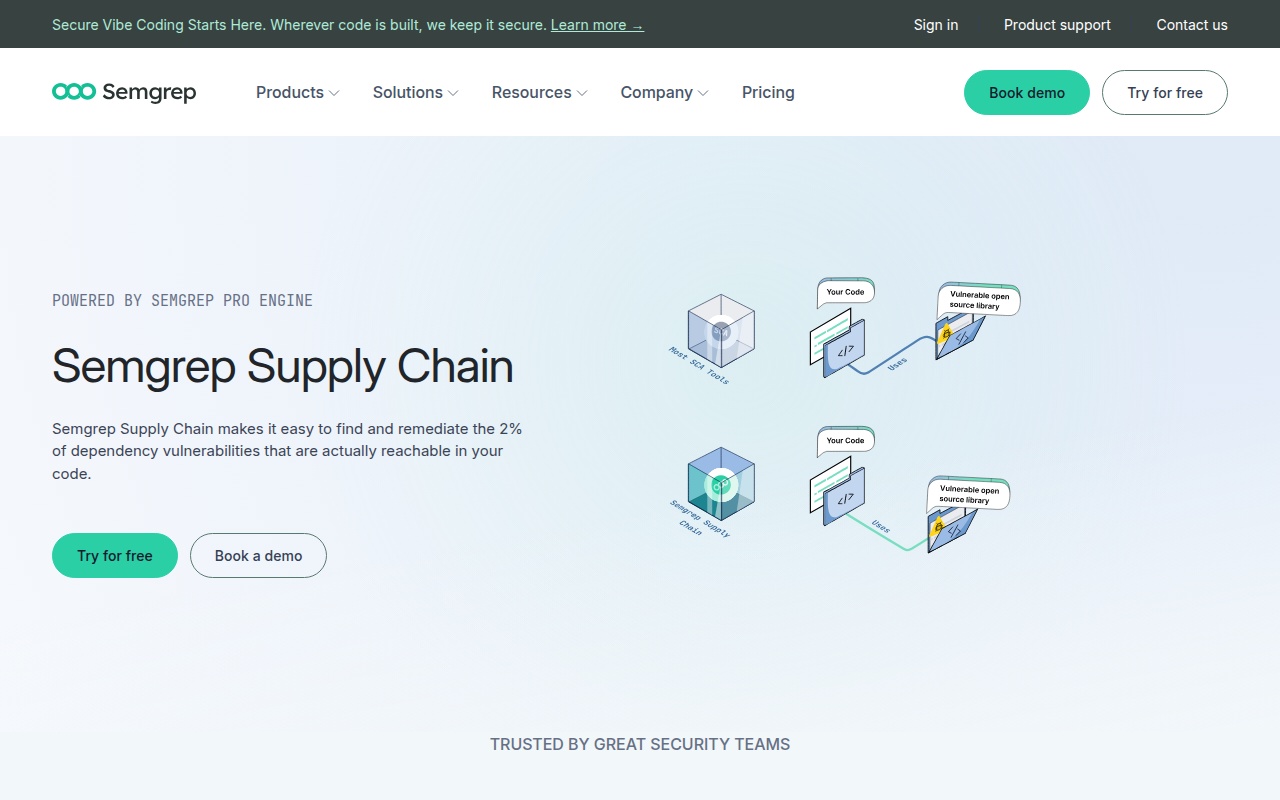 Secure Vibe Coding Starts Here. Wherever code is built, we keep it secure. Learn more →
Sign in
Product support
Contact us
Semgrep
Products
Solutions
Resources
Company
Pricing
Book demo
Try for free
POWERED BY SEMGREP PRO ENGINE
Semgrep Supply Chain
Semgrep Supply Chain makes it easy to find and remediate the 2%
of dependency vulnerabilities that are actually reachable in your
code.
Try for free
Book a demo
Most SCA Tools
Your Code
</>
Uses
Vulnerable open
source library
</>
Semgrep Supply
Chain
Your Code
</>
Uses
Vulnerable open
source library
</>
TRUSTED BY GREAT SECURITY TEAMS